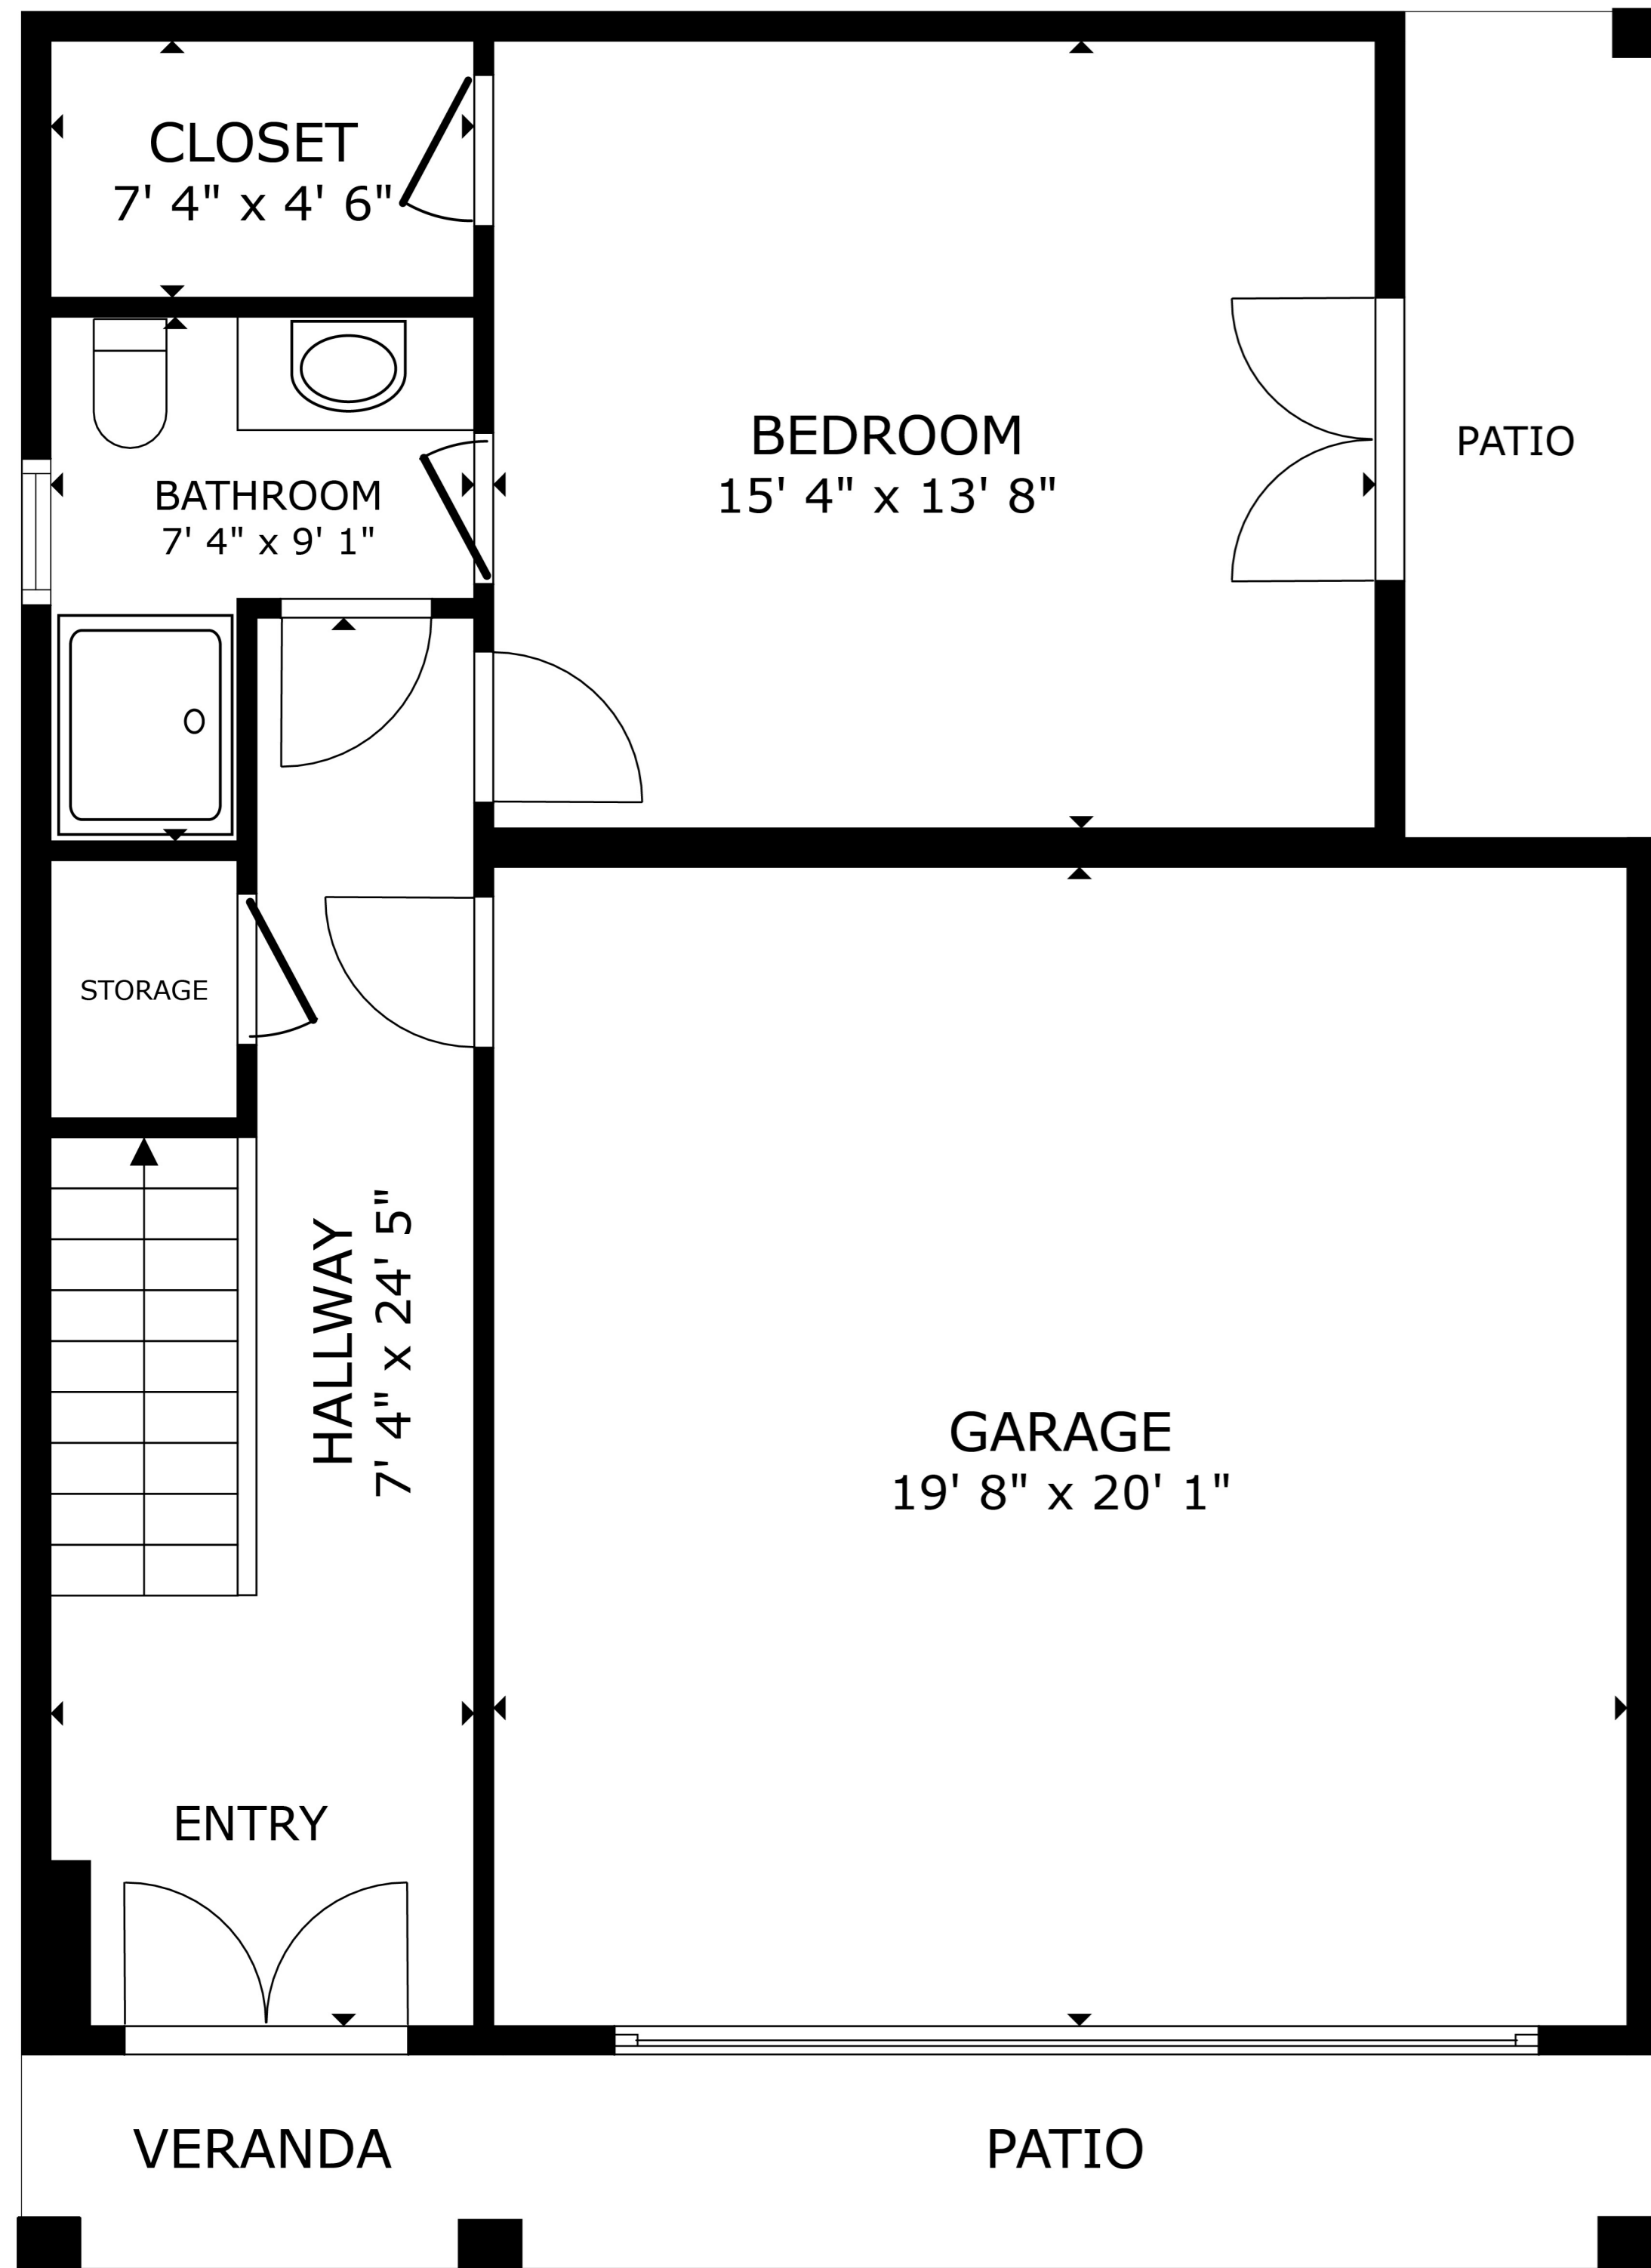 CLOSET
7' 4" x 4' 6"
BEDROOM
15' 4" x 13' 8"
PATIO
BATHROOM
7' 4" x 9' 1"
STORAGE
HALLWAY
7' 4" x 24' 5"
GARAGE
19' 8" x 20' 1"
ENTRY
VERANDA
PATIO